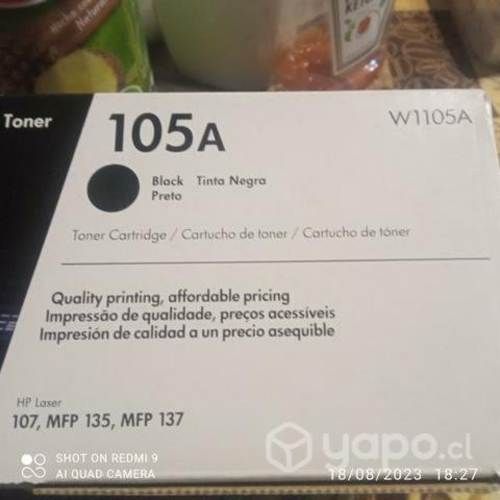 Toner
105A
W1105A
Black Tinta Negra
Preto
Toner Cartridge / Cartucho de toner / Cartucho de tóner
Quality printing, affordable pricing
Impressão de qualidade, preços acessíveis
Impresión de calidad a un precio asequible
HP Laser
107, MFP 135, MFP 137
yapo.cl
SHOT ON REDMI 9
AI QUAD CAMERA
18/08/2023 18:27